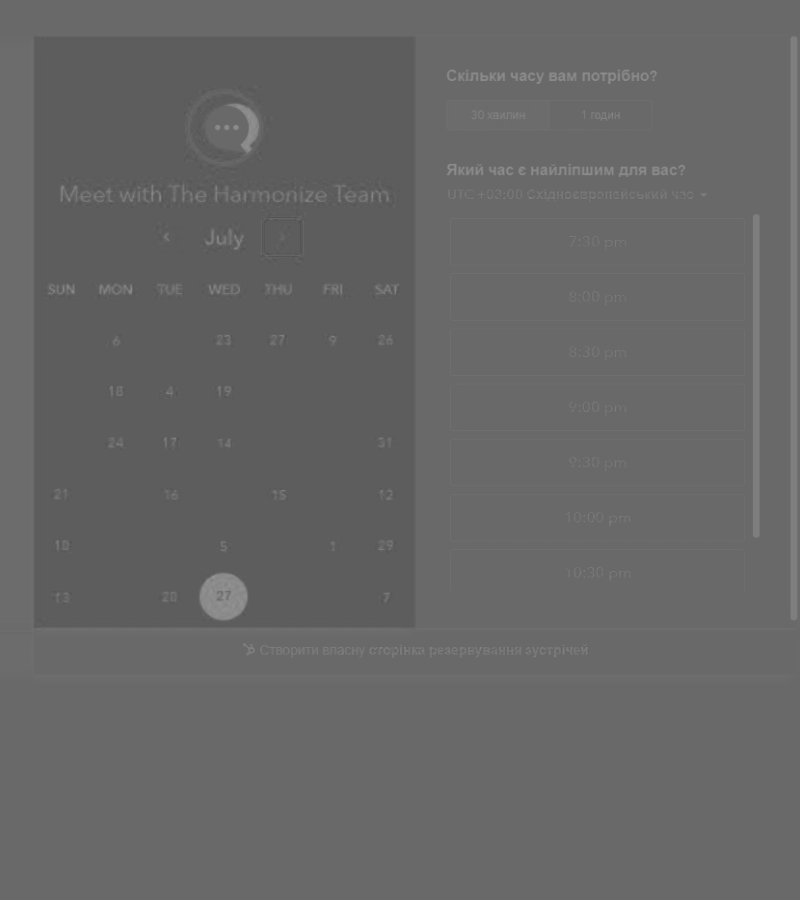 Meet with The Harmonize Team
July
SUN MON TUE WED THU FRI SAT
6 23 27 9 26
18 4 19
24 17 14 31
21 16 15 12
10 5 1 29
13 20 27 7
Скільки часу вам потрібно?
30 хвилин 1 годин
Який час є найліпшим для вас?
UTC +03:00 Східноєвропейський час
7:30 pm
8:00 pm
8:30 pm
9:00 pm
9:30 pm
10:00 pm
10:30 pm
Створити власну сторінка резервування зустрічей